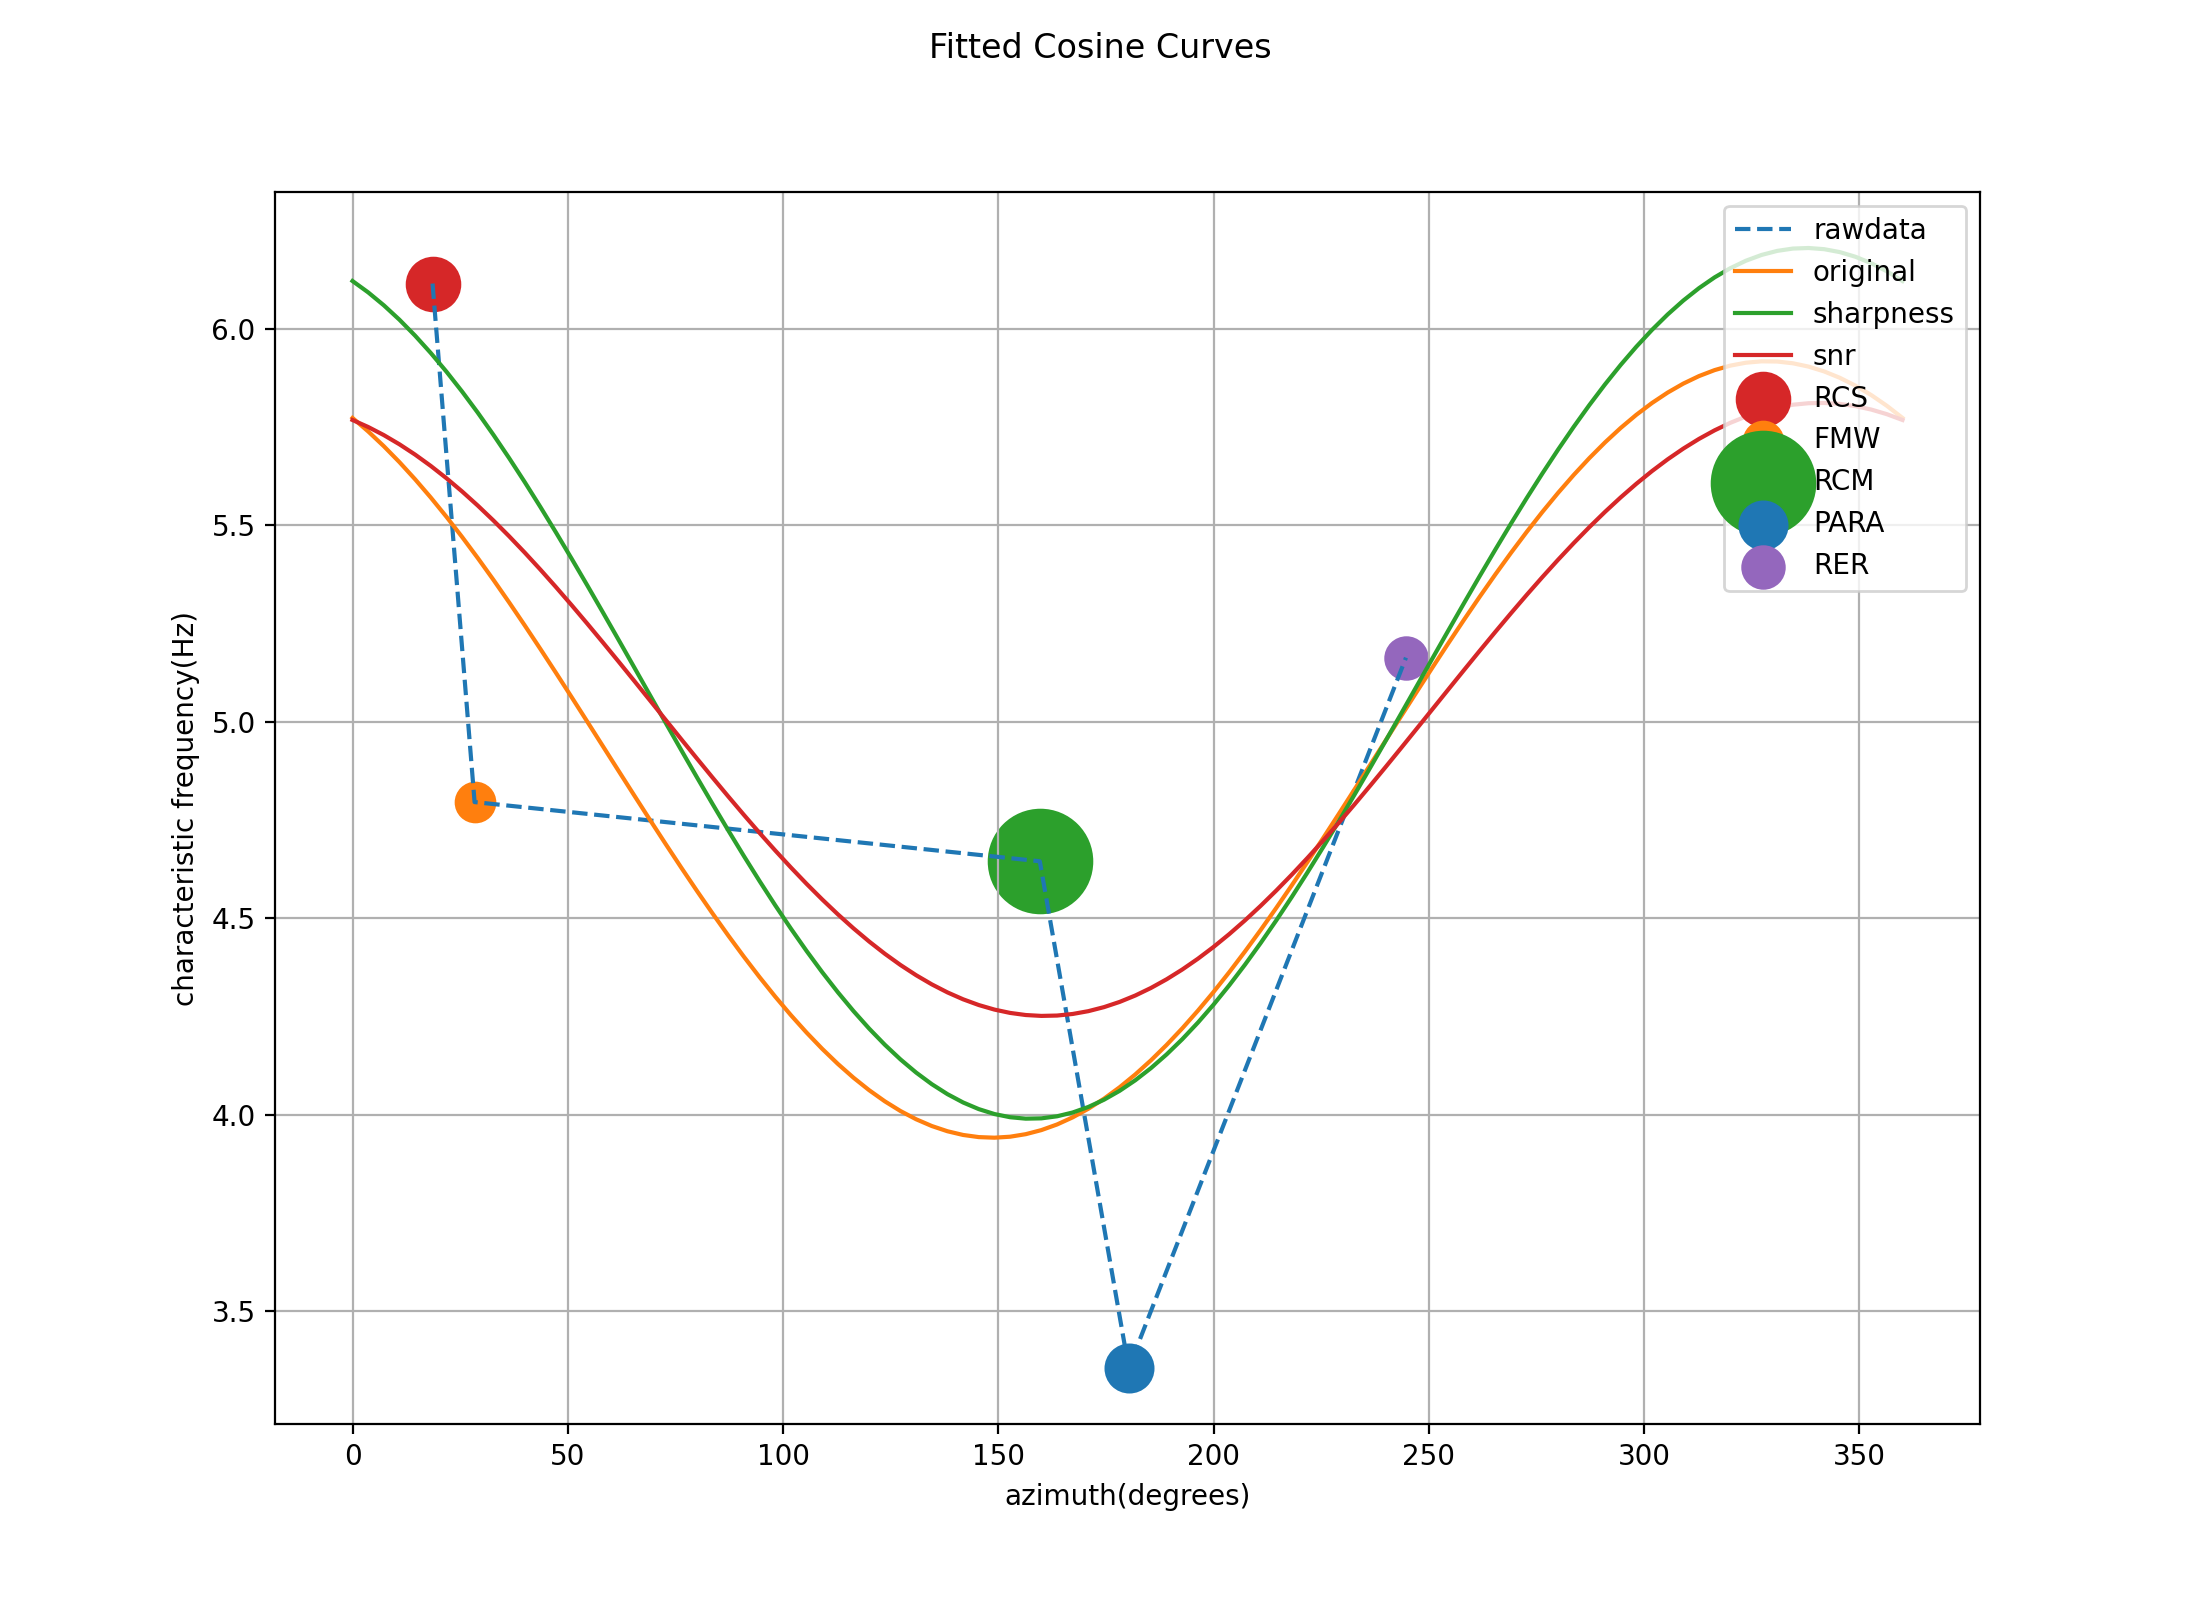 Fitted Cosine Curves
rawdata
original
sharpness
snr
RCS
FMW
RCM
PARA
RER
characteristic frequency(Hz)
6.0
5.5
5.0
4.5
4.0
3.5
0 50 100 150 200 250 300 350
azimuth(degrees)